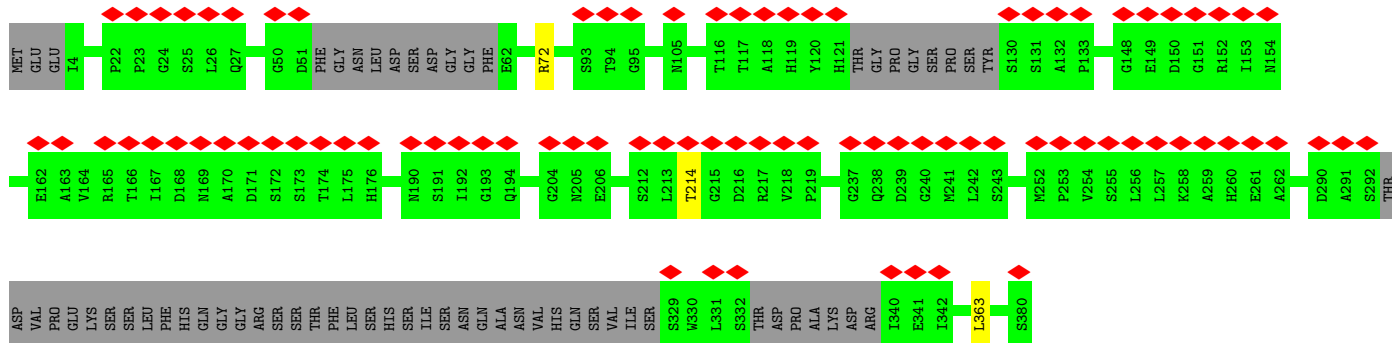 MET GLU GLU I4 P22 P23 G24 S25 L26 Q27 G50 D51 PHE GLY ASN LEU ASP SER ASP GLY GLY PHE E62 R72 S93 T94 G95 N105 T116 T117 A118 H119 Y120 H121 THR GLY PRO GLY SER PRO SER TYR S130 S131 A132 P133 G148 E149 D150 G151 R152 I153 N154
E162 A163 V164 R165 T166 I167 D168 N169 A170 D171 S172 S173 T174 L175 H176 N190 S191 I192 G193 Q194 G204 N205 E206 S212 L213 T214 G215 D216 R217 V218 P219 G237 Q238 D239 G240 M241 L242 S243 M252 P253 V254 S255 L256 L257 K258 A259 H260 E261 A262 D290 A291 S292 THR
ASP VAL PRO GLU LYS SER SER LEU PHE HIS GLN GLY GLY ARG SER SER THR PHE LEU SER HIS SER ILE SER ASN GLN ALA ASN VAL HIS GLN SER VAL ILE SER S329 W330 L331 S332 THR ASP PRO ALA LYS ASP ARG I340 E341 I342 L363 S380